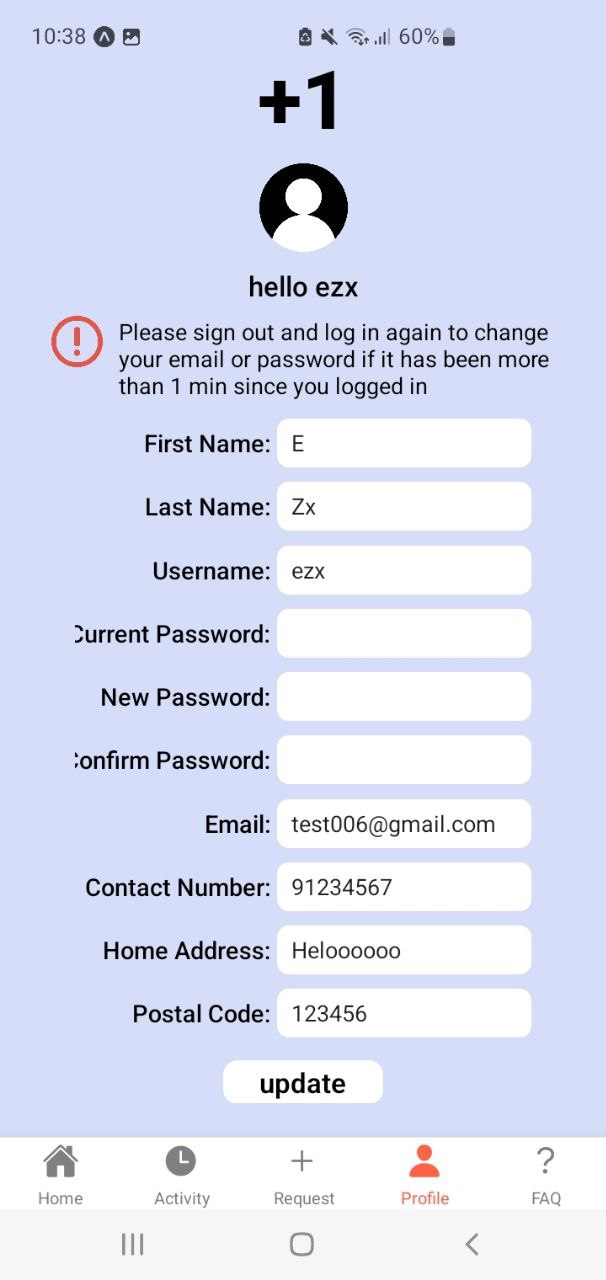 10:38 60%
+1
hello ezx
Please sign out and log in again to change
your email or password if it has been more
than 1 min since you logged in
First Name: E
Last Name: Zx
Username: ezx
Current Password:
New Password:
Confirm Password:
Email: test006@gmail.com
Contact Number: 91234567
Home Address: Heloooooo
Postal Code: 123456
update
Home Activity Request Profile FAQ